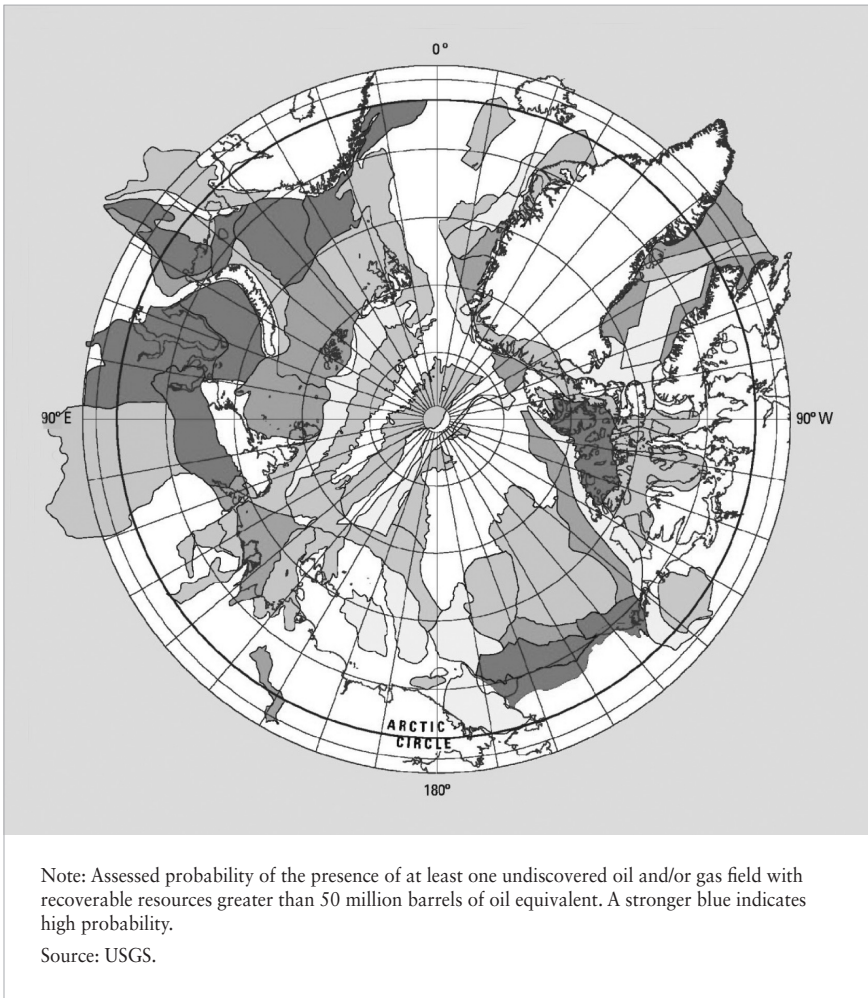 0°
90° E
90° W
ARCTIC
CIRCLE
180°
Note: Assessed probability of the presence of at least one undiscovered oil and/or gas field with
recoverable resources greater than 50 million barrels of oil equivalent. A stronger blue indicates
high probability.
Source: USGS.